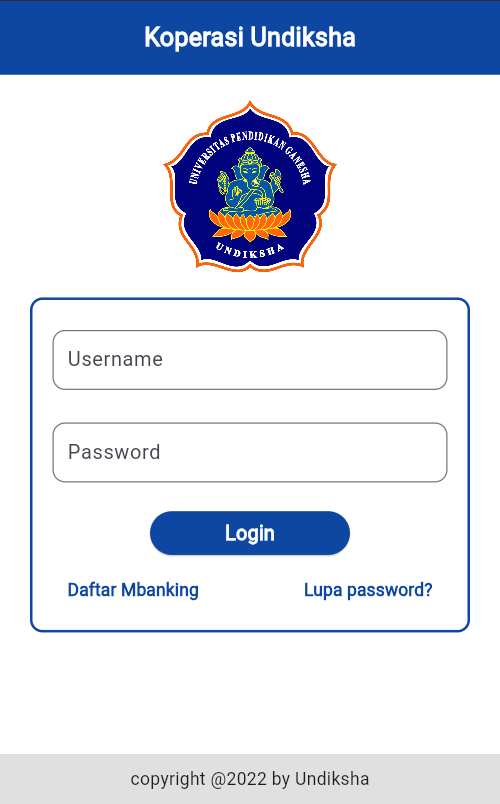 Koperasi Undiksha
UNIVERSITAS PENDIDIKAN GANESHA
UNDIKSHA
Username
Password
Login
Daftar Mbanking Lupa password?
copyright @2022 by Undiksha